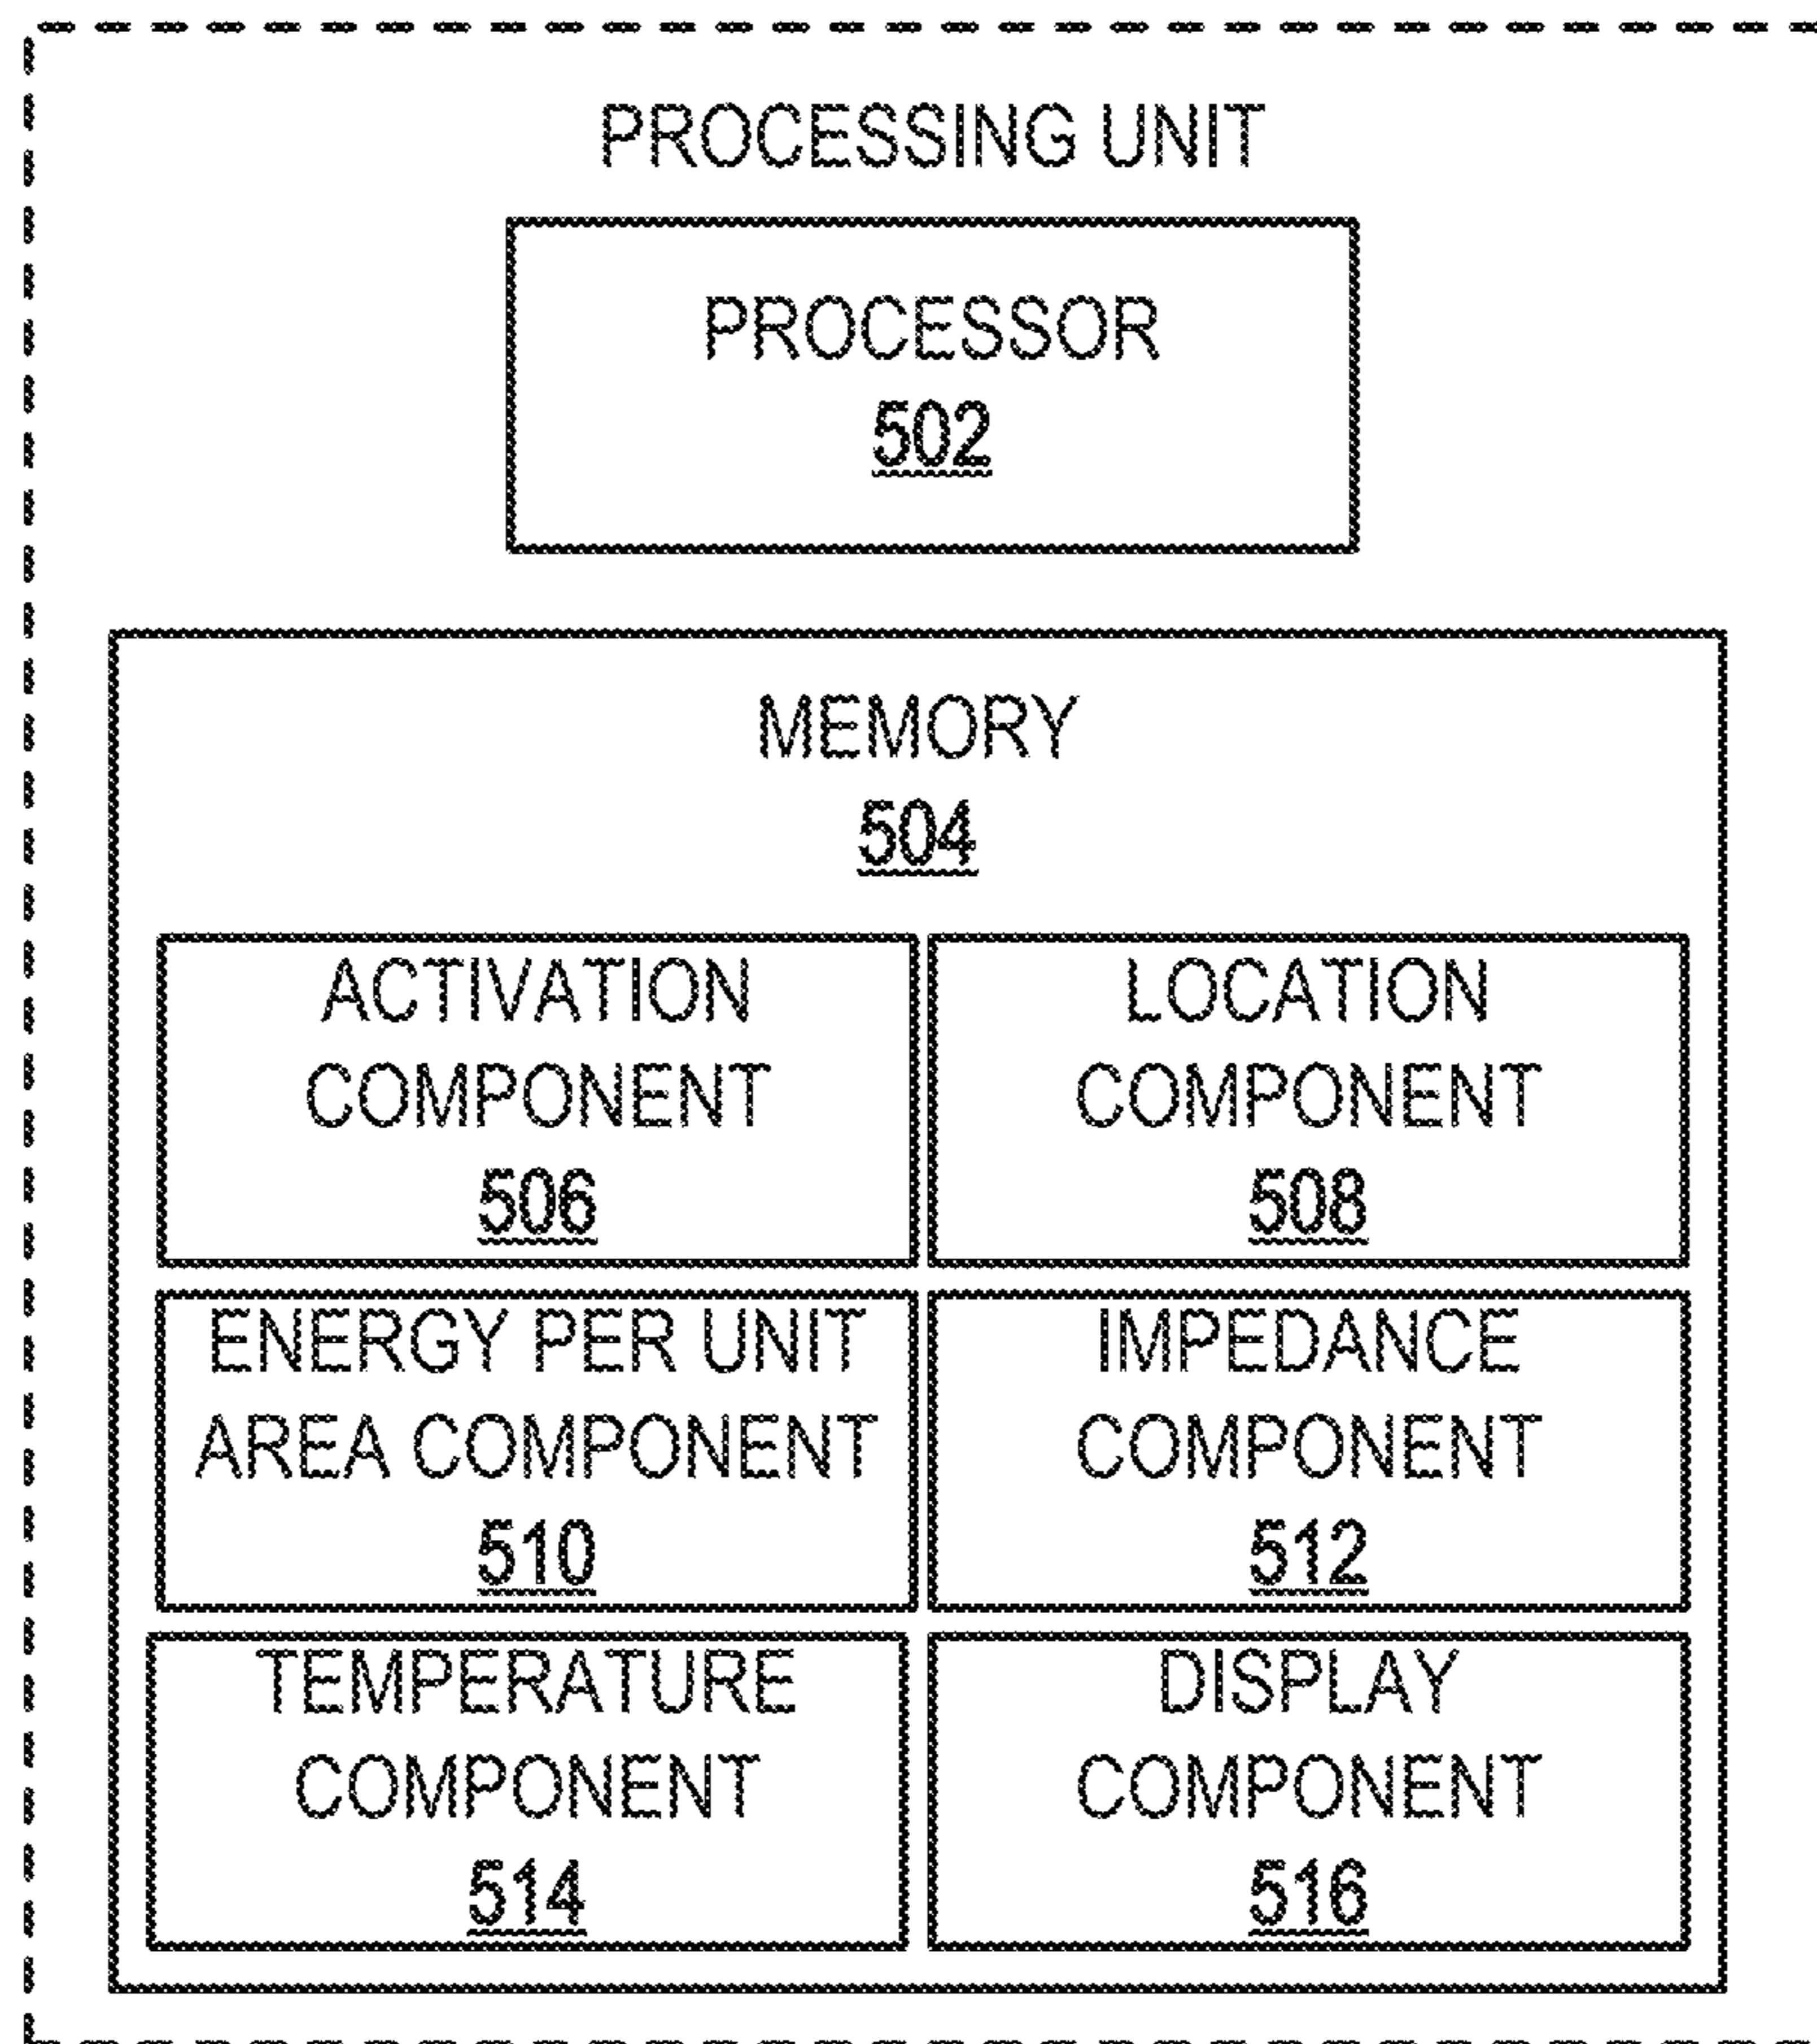 PROCESSING UNIT
PROCESSOR
502
MEMORY
504
ACTIVATION
COMPONENT
506
LOCATION
COMPONENT
508
ENERGY PER UNIT
AREA COMPONENT
510
IMPEDANCE
COMPONENT
512
TEMPERATURE
COMPONENT
514
DISPLAY
COMPONENT
516